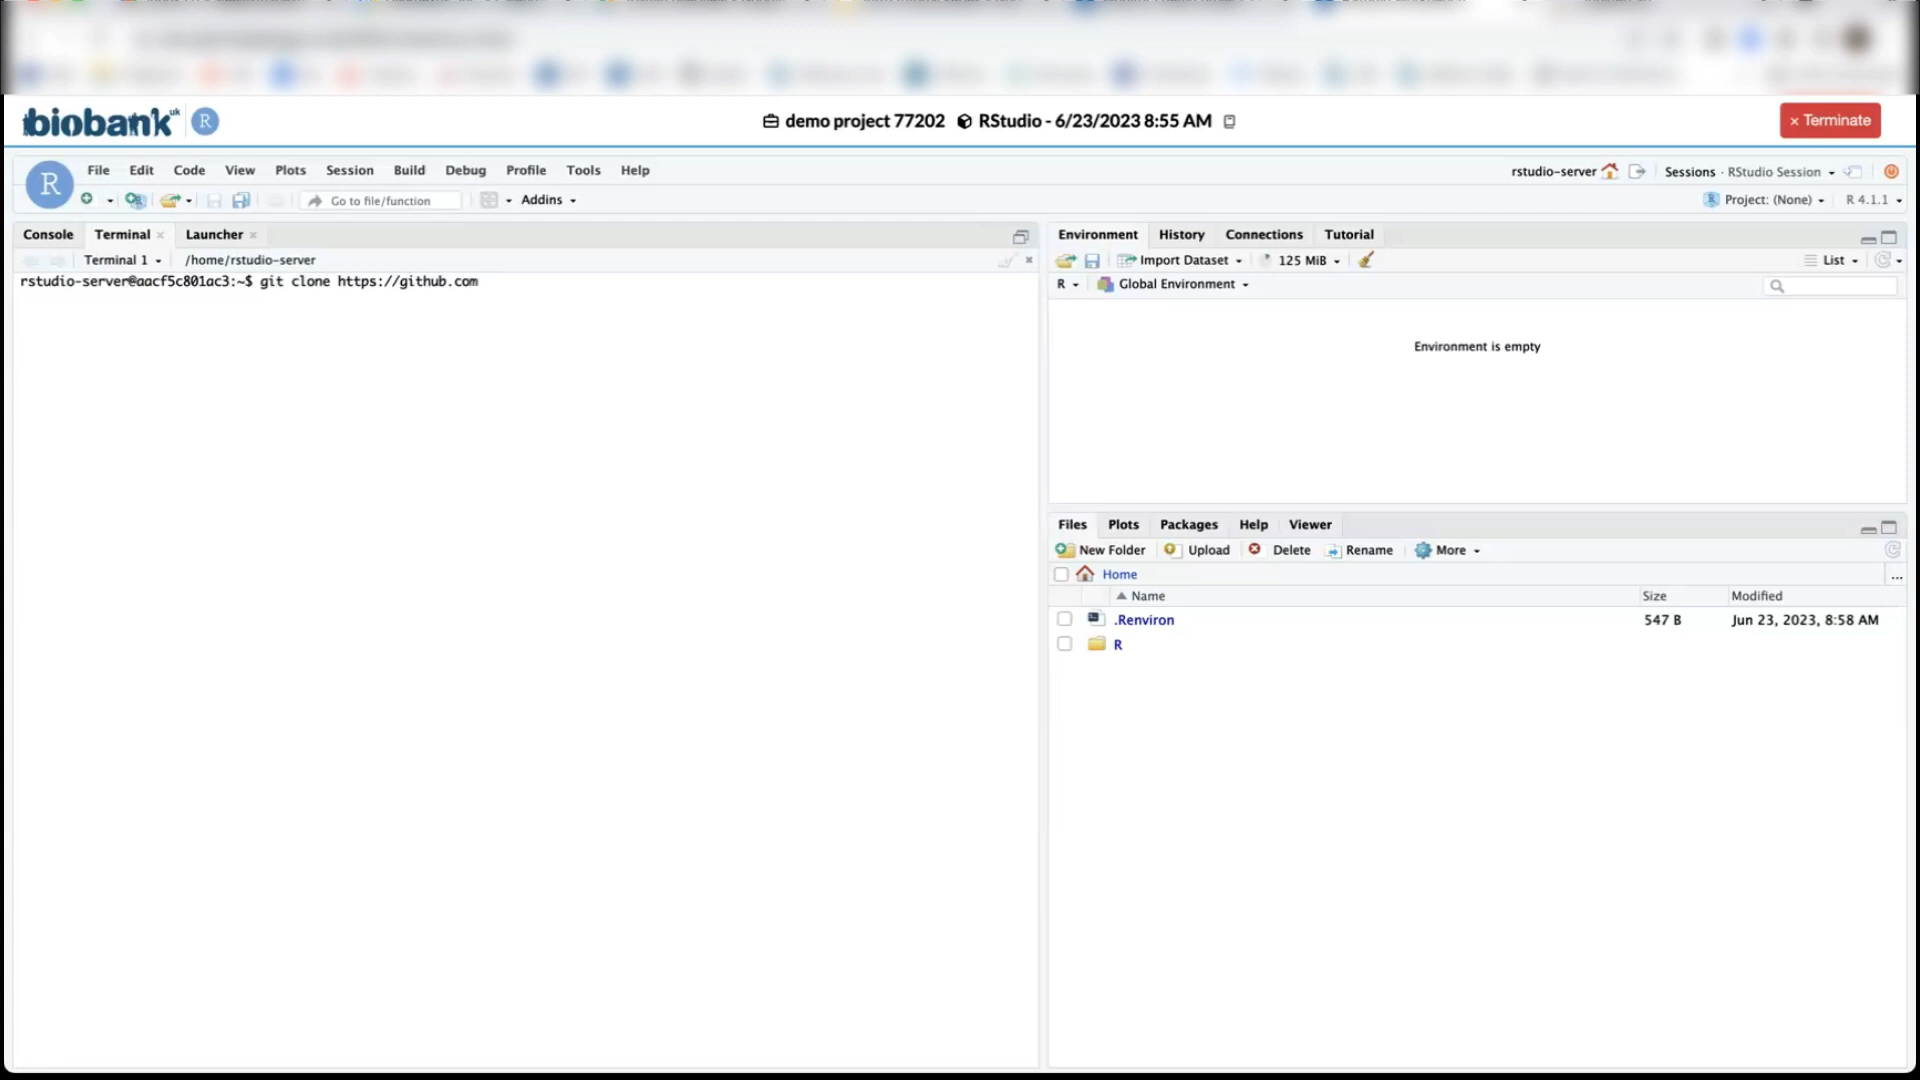 biobank uk R
demo project 77202 RStudio - 6/23/2023 8:55 AM
× Terminate
R File Edit Code View Plots Session Build Debug Profile Tools Help
rstudio-server Sessions · RStudio Session
Go to file/function Addins
Project: (None) R 4.1.1
Console Terminal Launcher
Terminal 1 /home/rstudio-server
rstudio-server@aacf5c801ac3:~$ git clone https://github.com
Environment History Connections Tutorial
Import Dataset 125 MiB List
R Global Environment
Environment is empty
Files Plots Packages Help Viewer
New Folder Upload Delete Rename More
Home ...
Name Size Modified
.Renviron 547 B Jun 23, 2023, 8:58 AM
R